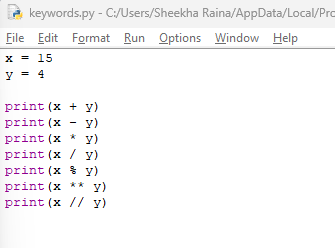 keywords.py - C:/Users/Sheekha Raina/AppData/Local/Pro
File Edit Format Run Options Window Help
x = 15
y = 4
print(x + y)
print(x - y)
print(x * y)
print(x / y)
print(x % y)
print(x ** y)
print(x // y)